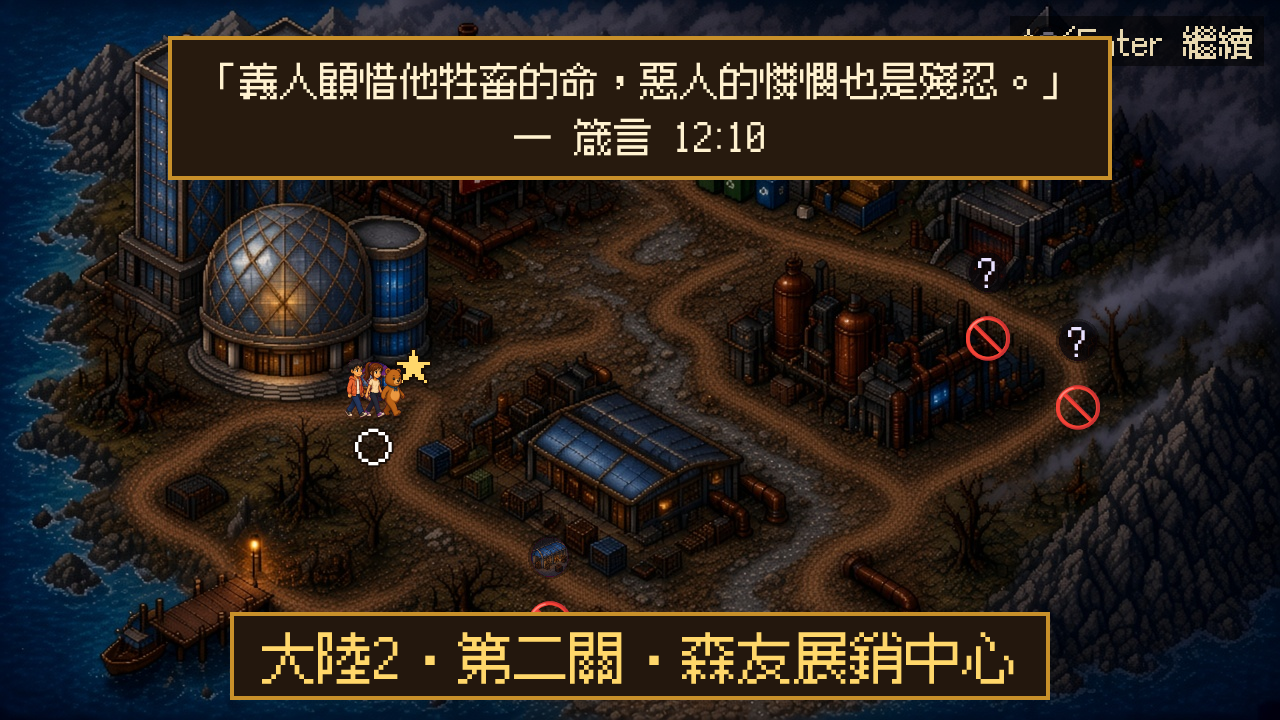 「義人顧惜他牲畜的命，惡人的憐憫也是殘忍。」
— 箴言 12:10
nter 繼續
?
?
大陸2・第二關・森友展銷中心